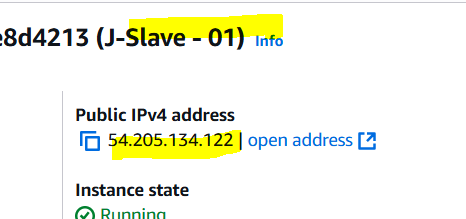 e8d4213 (J-Slave - 01) Info
Public IPv4 address
54.205.134.122 | open address
Instance state
Running